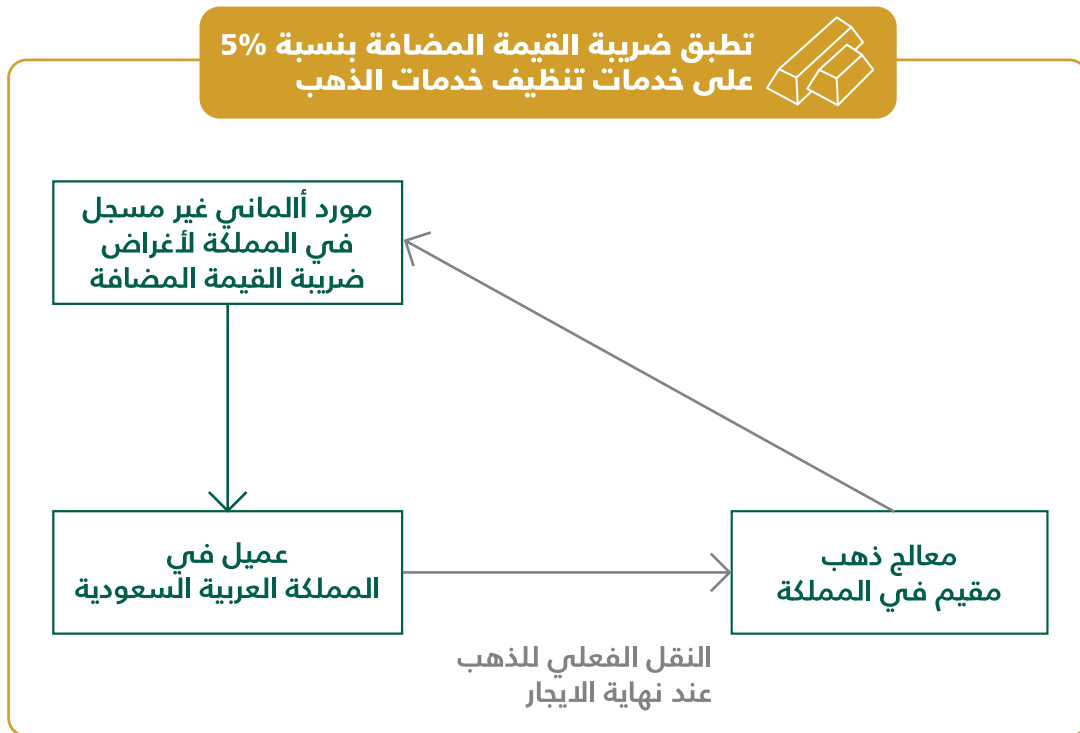 تطبق ضريبة القيمة المضافة بنسبة 5%
على خدمات تنظيف خدمات الذهب
مورد أالماني غير مسجل
في المملكة لأغراض
ضريبة القيمة المضافة
عميل في
المملكة العربية السعودية
معالج ذهب
مقيم في المملكة
النقل الفعلي للذهب
عند نهاية الايجار